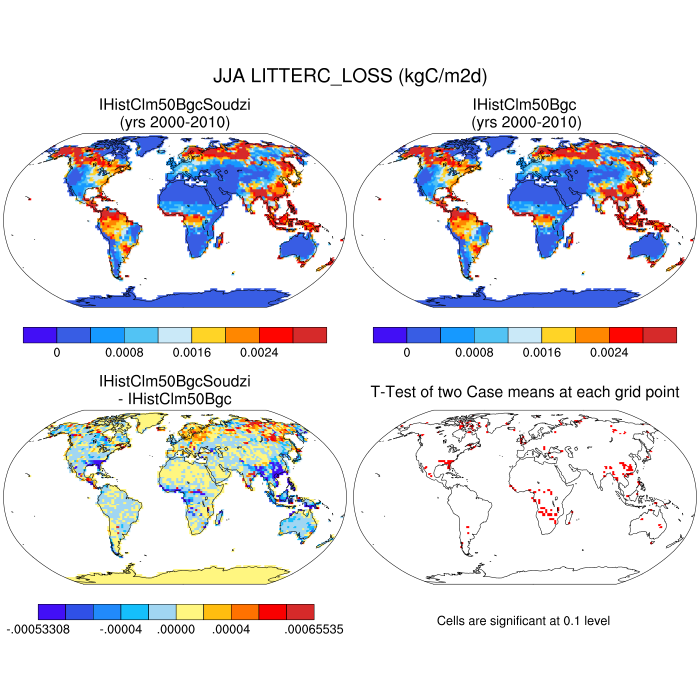 JJA LITTERC_LOSS (kgC/m2d)
IHistClm50BgcSoudzi
(yrs 2000-2010)
IHistClm50Bgc
(yrs 2000-2010)
0 0.0008 0.0016 0.0024
0 0.0008 0.0016 0.0024
IHistClm50BgcSoudzi
- IHistClm50Bgc
T-Test of two Case means at each grid point
-.00053308 -.00004 .00000 .00004 .00065535
Cells are significant at 0.1 level